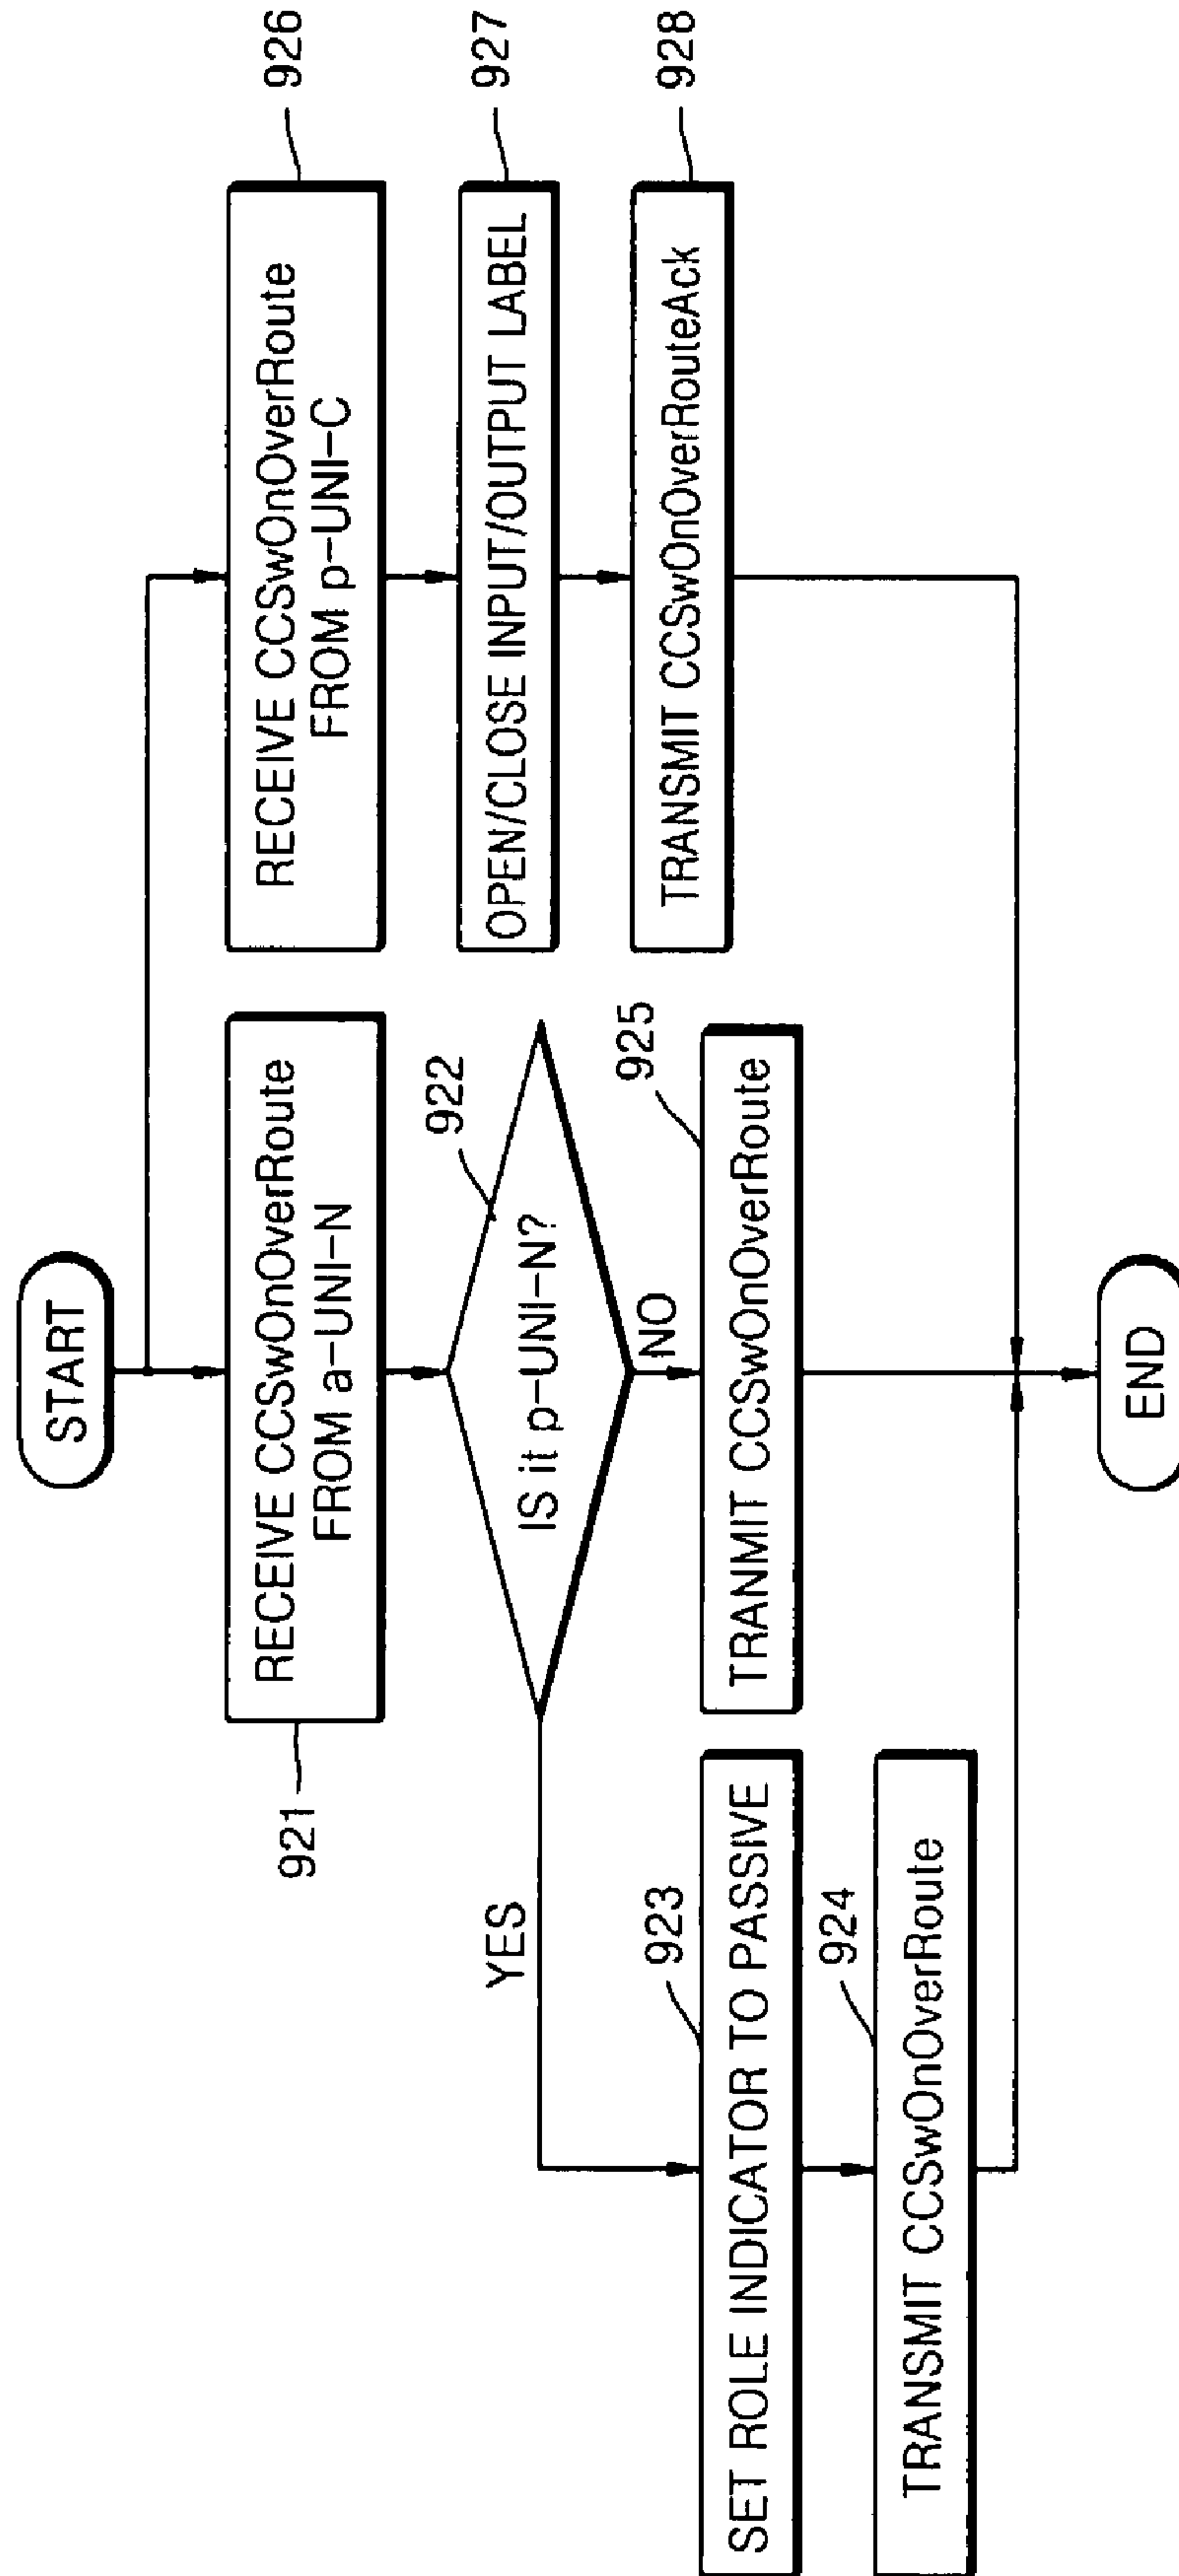 START
RECEIVE CCSwOnOverRoute
FROM a-UNI-N
921
IS it p-UNI-N?
922
YES
NO
SET ROLE INDICATOR TO PASSIVE
923
TRANSMIT CCSwOnOverRoute
924
TRANMIT CCSwOnOverRoute
925
RECEIVE CCSwOnOverRoute
FROM p-UNI-C
926
OPEN/CLOSE INPUT/OUTPUT LABEL
927
TRANSMIT CCSwOnOverRouteAck
928
END